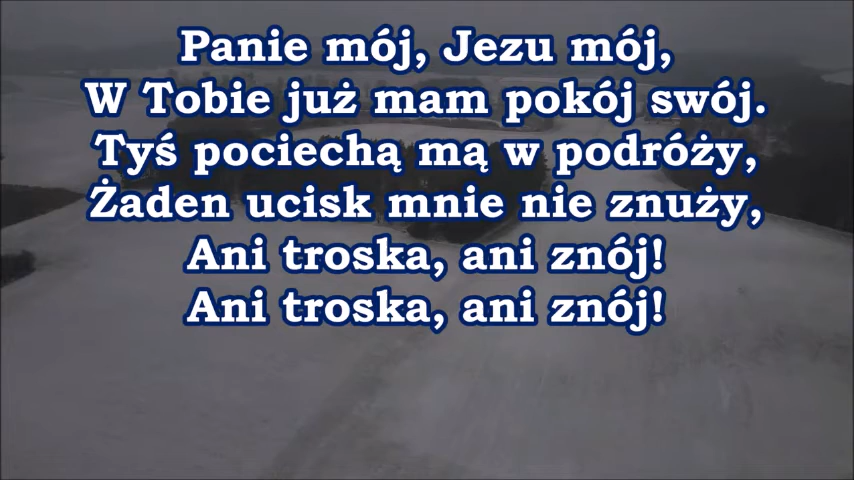 Panie mój, Jezu mój,
W Tobie już mam pokój swój.
Tyś pociechą mą w podróży,
Żaden ucisk mnie nie znuży,
Ani troska, ani znój!
Ani troska, ani znój!